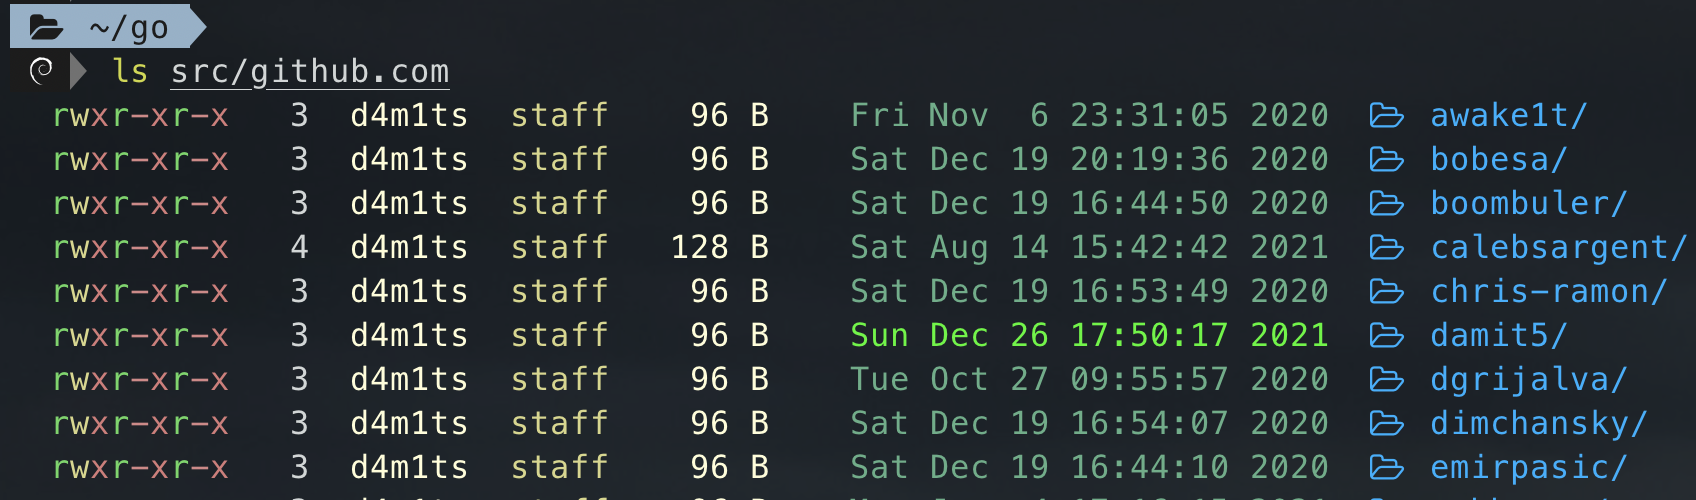 ~/go
ls src/github.com
rwxr-xr-x 3 d4m1ts staff 96 B Fri Nov 6 23:31:05 2020 awake1t/
rwxr-xr-x 3 d4m1ts staff 96 B Sat Dec 19 20:19:36 2020 bobesa/
rwxr-xr-x 3 d4m1ts staff 96 B Sat Dec 19 16:44:50 2020 boombuler/
rwxr-xr-x 4 d4m1ts staff 128 B Sat Aug 14 15:42:42 2021 calebsargent/
rwxr-xr-x 3 d4m1ts staff 96 B Sat Dec 19 16:53:49 2020 chris-ramon/
rwxr-xr-x 3 d4m1ts staff 96 B Sun Dec 26 17:50:17 2021 damit5/
rwxr-xr-x 3 d4m1ts staff 96 B Tue Oct 27 09:55:57 2020 dgrijalva/
rwxr-xr-x 3 d4m1ts staff 96 B Sat Dec 19 16:54:07 2020 dimchansky/
rwxr-xr-x 3 d4m1ts staff 96 B Sat Dec 19 16:44:10 2020 emirpasic/